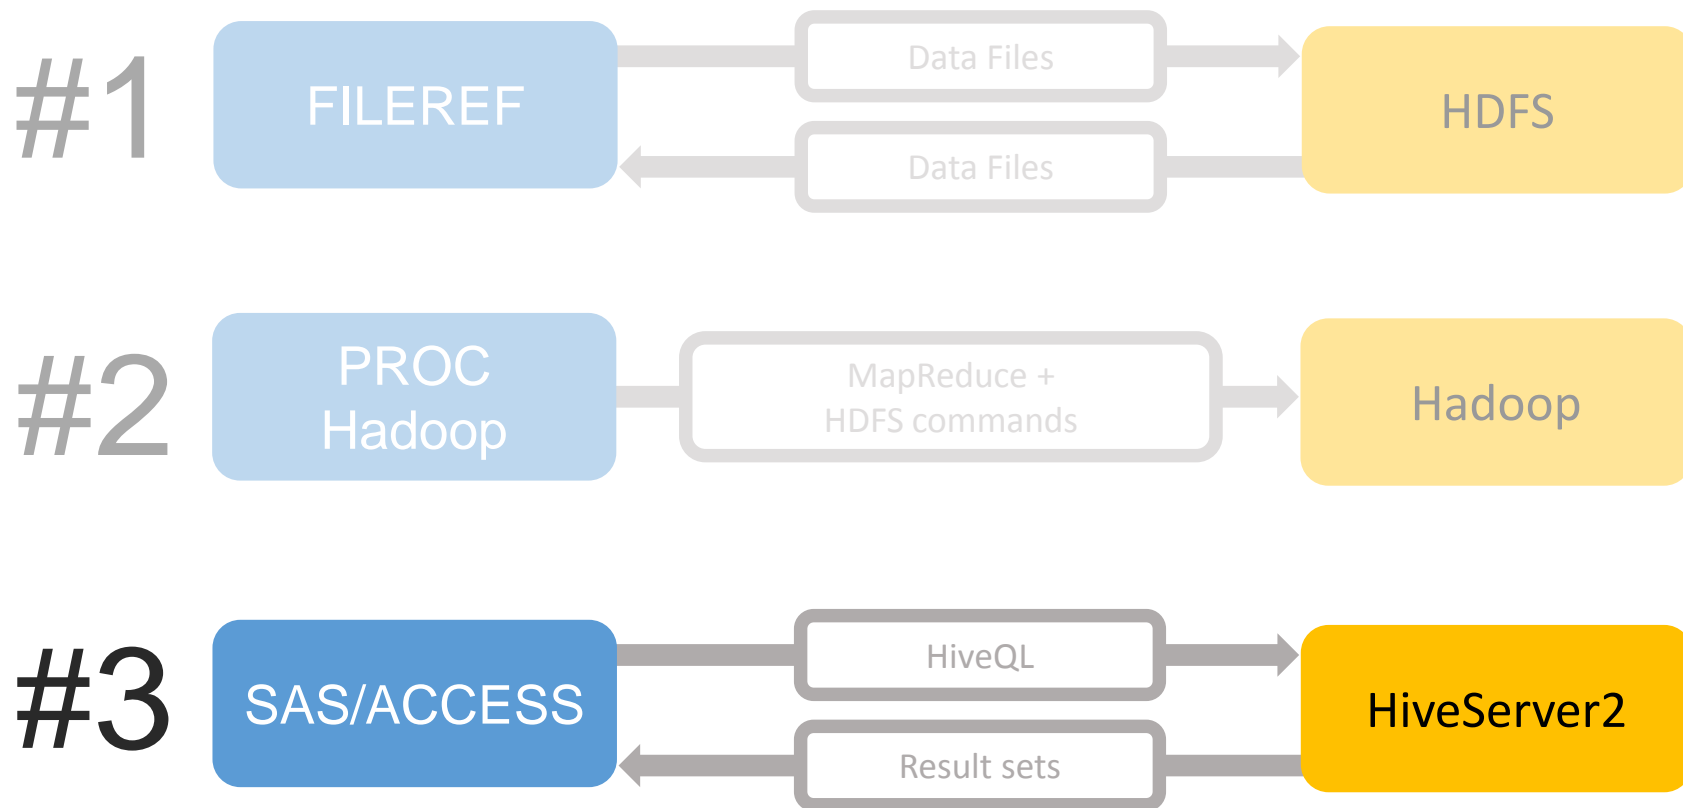 #1
FILEREF
Data Files
Data Files
HDFS
#2
PROC
Hadoop
MapReduce +
HDFS commands
Hadoop
#3
SAS/ACCESS
HiveQL
Result sets
HiveServer2